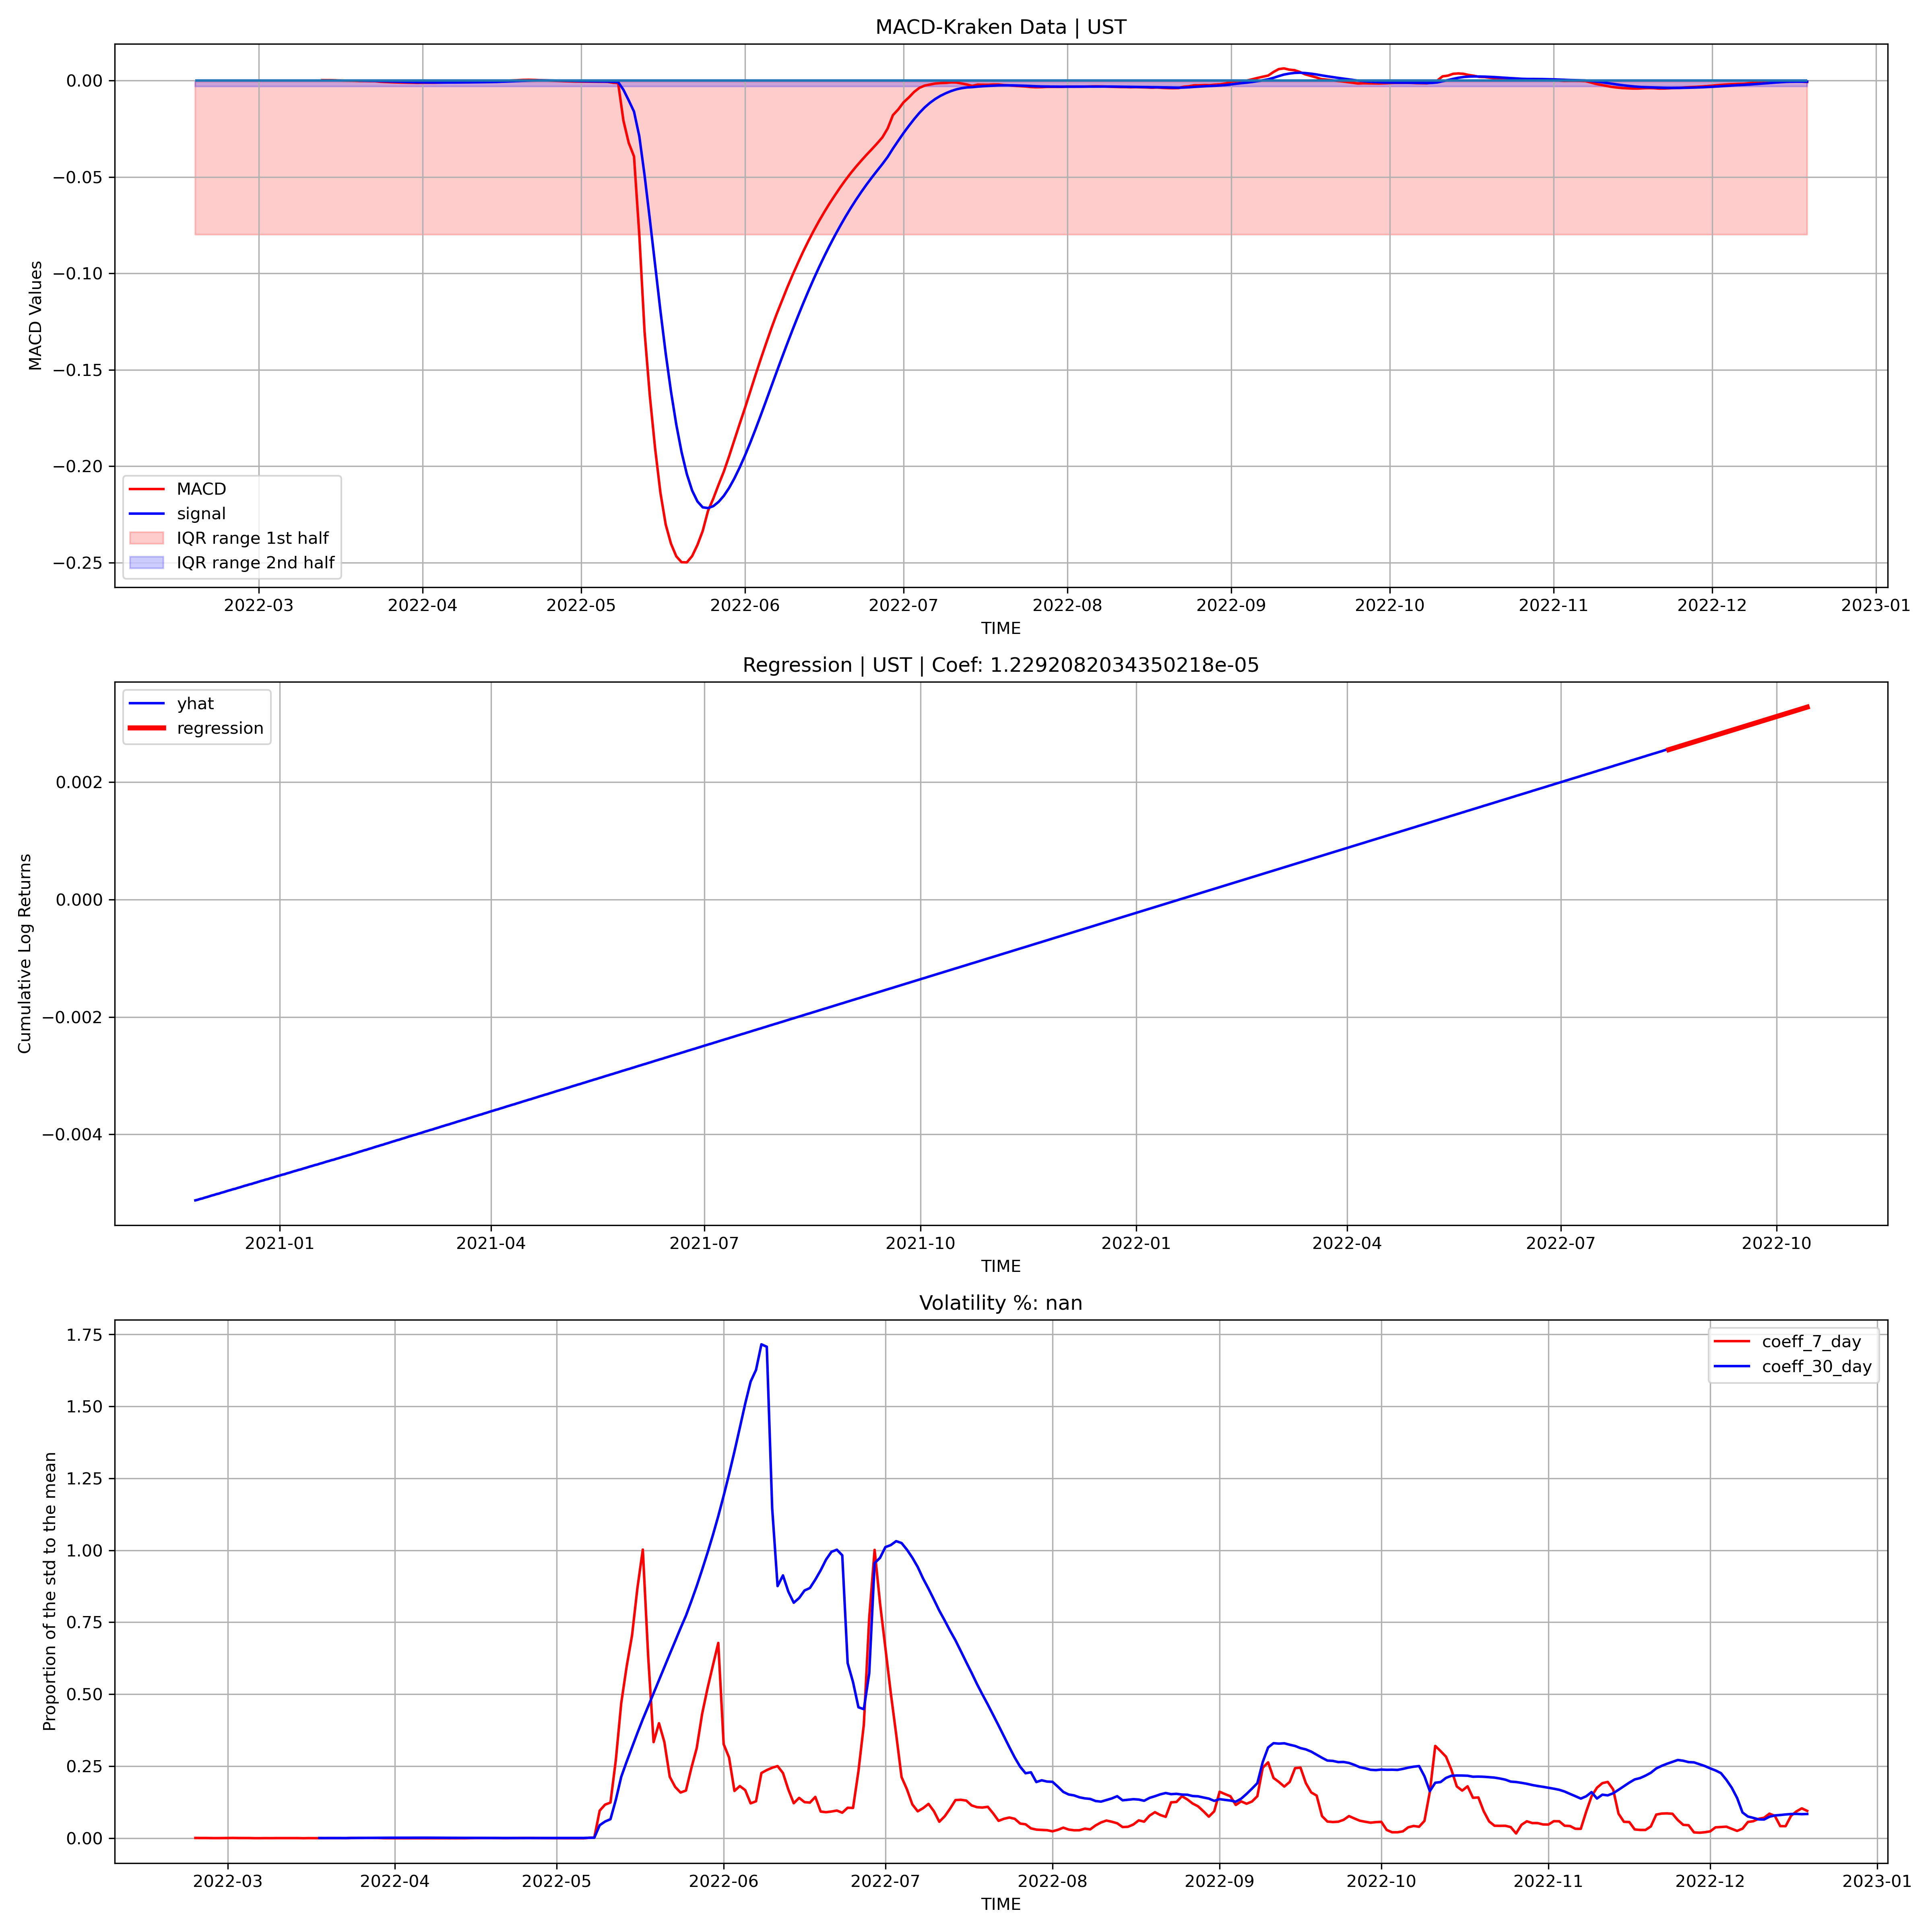 MACD-Kraken Data | UST
0.00
−0.05
−0.10
−0.15
−0.20
−0.25
MACD Values
MACD
signal
IQR range 1st half
IQR range 2nd half
2022-03 2022-04 2022-05 2022-06 2022-07 2022-08 2022-09 2022-10 2022-11 2022-12 2023-01
TIME
Regression | UST | Coef: 1.2292082034350218e-05
yhat
regression
0.002
0.000
−0.002
−0.004
Cumulative Log Returns
2021-01 2021-04 2021-07 2021-10 2022-01 2022-04 2022-07 2022-10
TIME
Volatility %: nan
coeff_7_day
coeff_30_day
1.75
1.50
1.25
1.00
0.75
0.50
0.25
0.00
Proportion of the std to the mean
2022-03 2022-04 2022-05 2022-06 2022-07 2022-08 2022-09 2022-10 2022-11 2022-12 2023-01
TIME